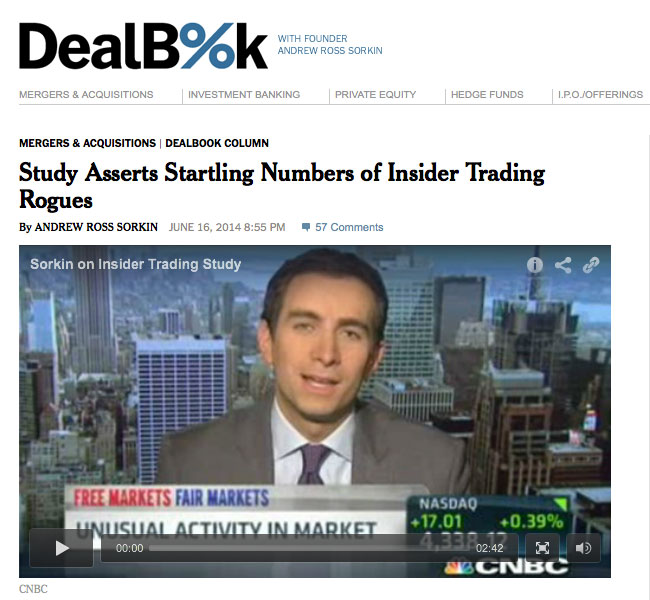 DealB%k
WITH FOUNDER
ANDREW ROSS SORKIN
MERGERS & ACQUISITIONS
INVESTMENT BANKING
PRIVATE EQUITY
HEDGE FUNDS
I.P.O./OFFERINGS
MERGERS & ACQUISITIONS | DEALBOOK COLUMN
Study Asserts Startling Numbers of Insider Trading
Rogues
By ANDREW ROSS SORKIN JUNE 16, 2014 8:55 PM 57 Comments
Sorkin on Insider Trading Study
FREE MARKETS FAIR MARKETS
UNUSUAL ACTIVITY IN MARKET
NASDAQ
+17.01 +0.39%
00:00
02:42
CNBC
CNBC